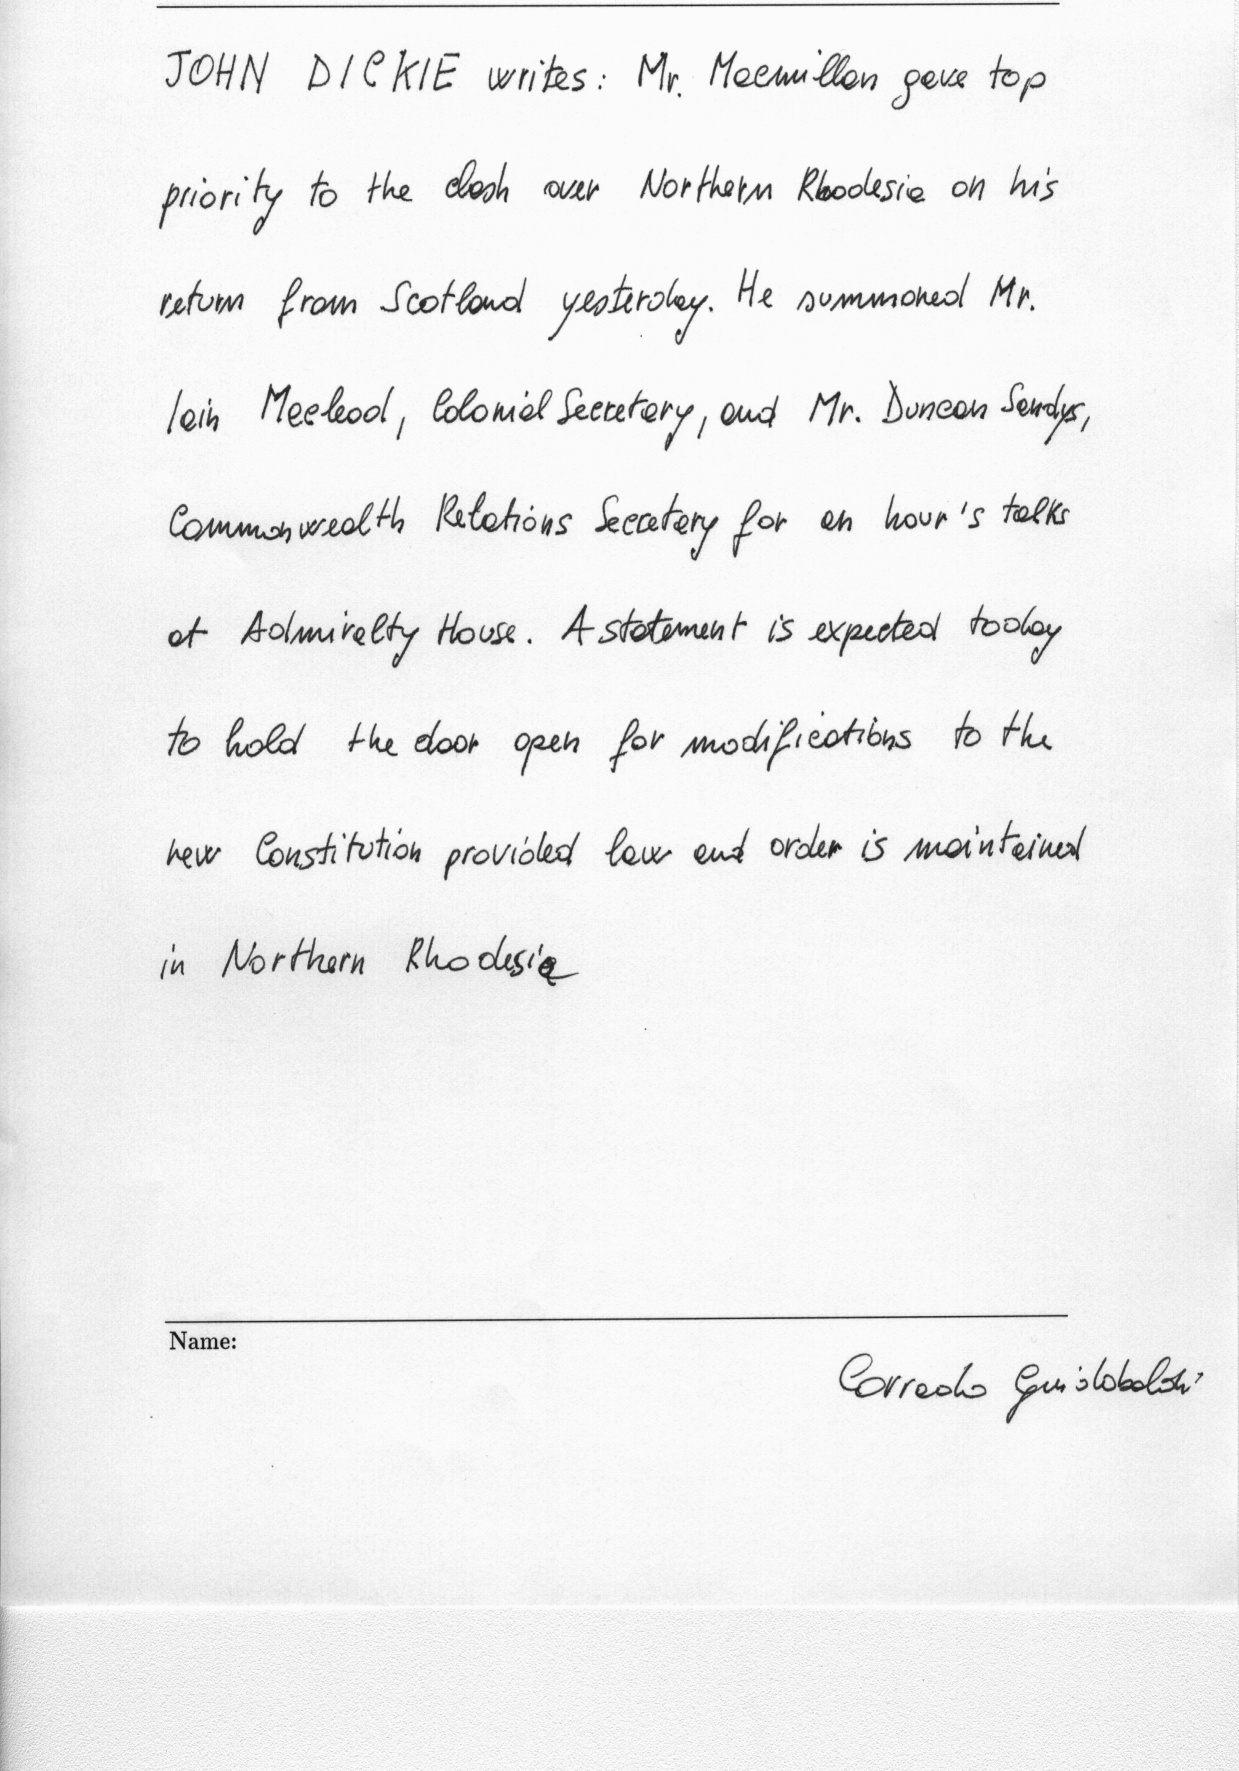 JOHN DICKIE writes: Mr. Macmillan gave top
priority to the clash over Northern Rhodesia on his
return from Scotland yesterday. He summoned Mr.
Iain Macleod, Colonial Secretary, and Mr. Duncan Sandys,
Commonwealth Relations Secretary for an hour's talks
at Admiralty House. A statement is expected today
to hold the door open for modifications to the
new Constitution provided law and order is maintained
in Northern Rhodesia
Name:
Corrado